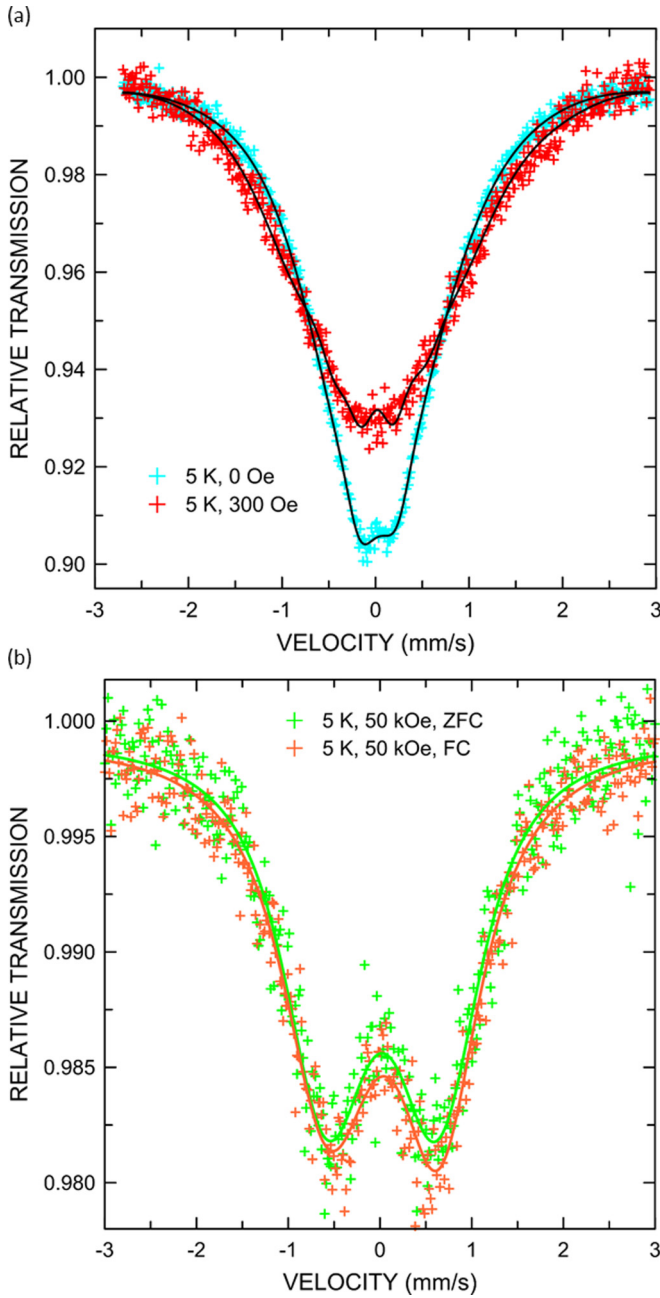 (a)
1.00
0.98
0.96
0.94
0.92
0.90
RELATIVE TRANSMISSION
5 K, 0 Oe
5 K, 300 Oe
-3 -2 -1 0 1 2 3
VELOCITY (mm/s)
(b)
1.000
0.995
0.990
0.985
0.980
RELATIVE TRANSMISSION
5 K, 50 kOe, ZFC
5 K, 50 kOe, FC
-3 -2 -1 0 1 2 3
VELOCITY (mm/s)